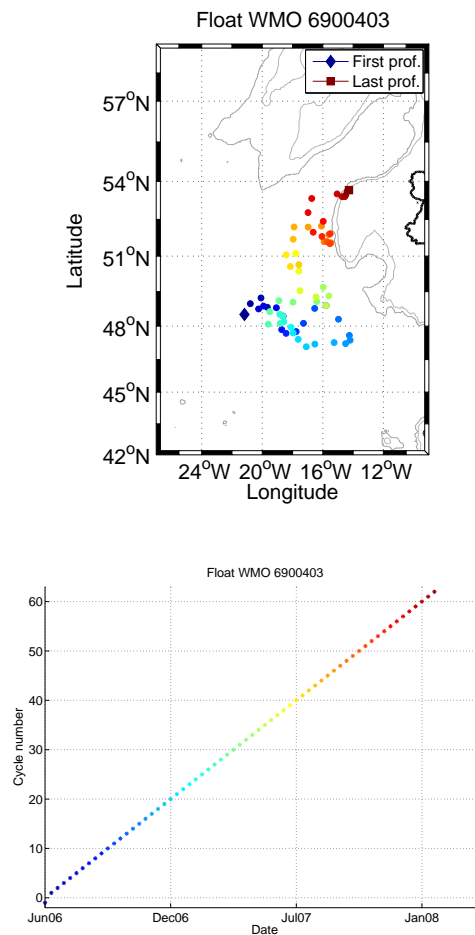 Float WMO 6900403
First prof.
Last prof.
57°N
54°N
51°N
48°N
45°N
42°N
Latitude
24°W 20°W 16°W 12°W
Longitude
Float WMO 6900403
60
50
40
30
20
10
0
Cycle number
Jun06 Dec06 Jul07 Jan08
Date